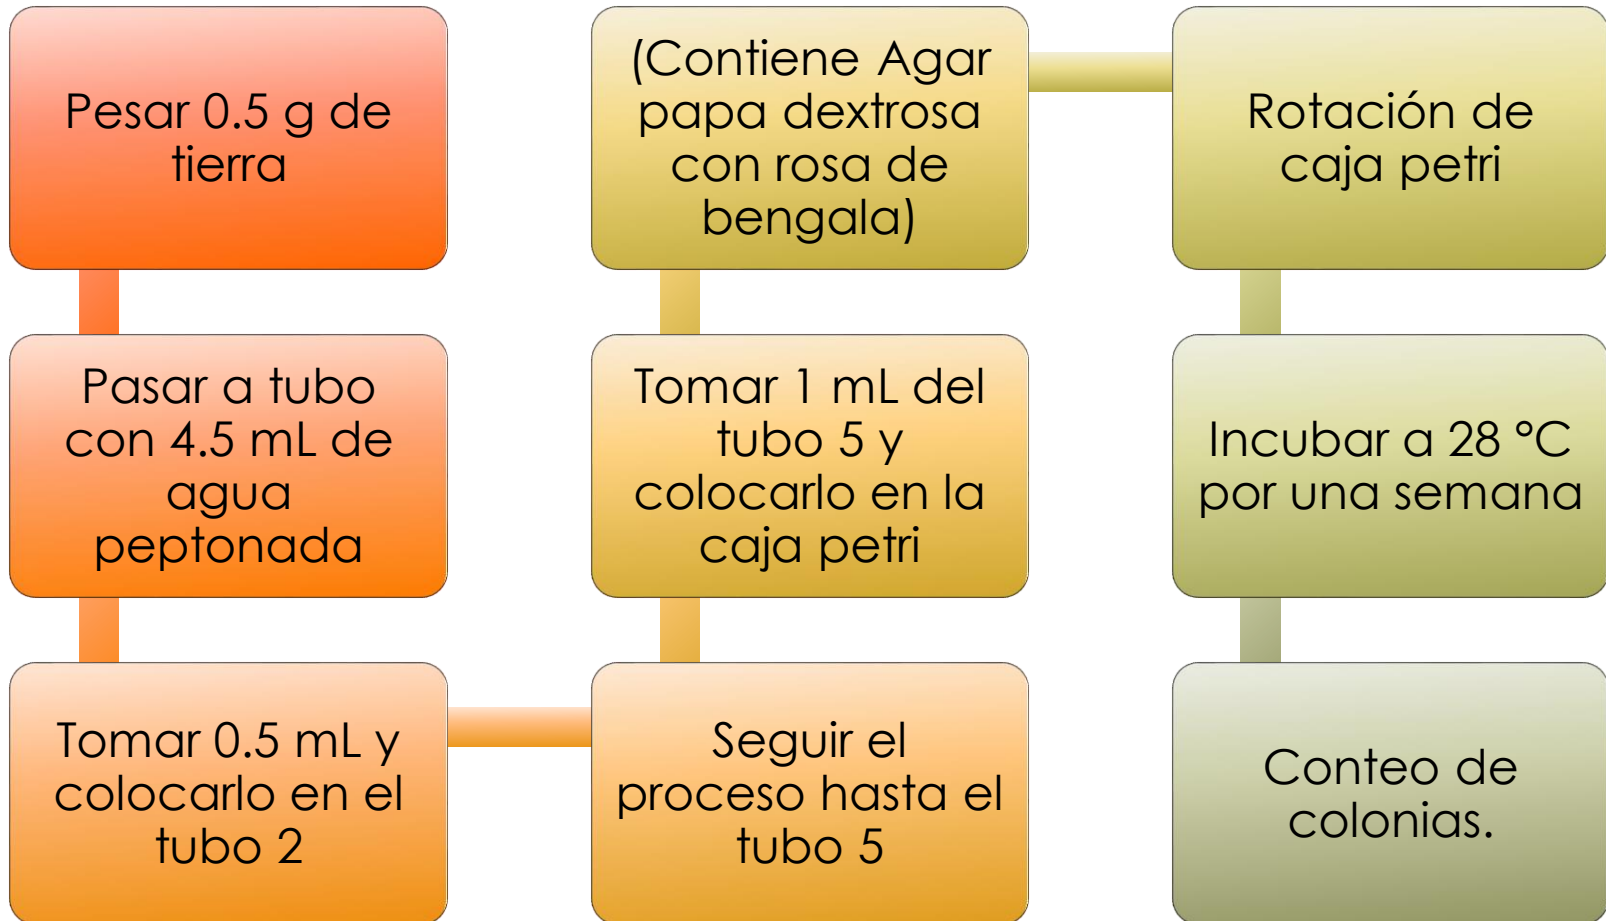 Pesar 0.5 g de
tierra
Pasar a tubo
con 4.5 mL de
agua
peptonada
Tomar 0.5 mL y
colocarlo en el
tubo 2
Seguir el
proceso hasta el
tubo 5
Tomar 1 mL del
tubo 5 y
colocarlo en la
caja petri
(Contiene Agar
papa dextrosa
con rosa de
bengala)
Rotación de
caja petri
Incubar a 28 °C
por una semana
Conteo de
colonias.